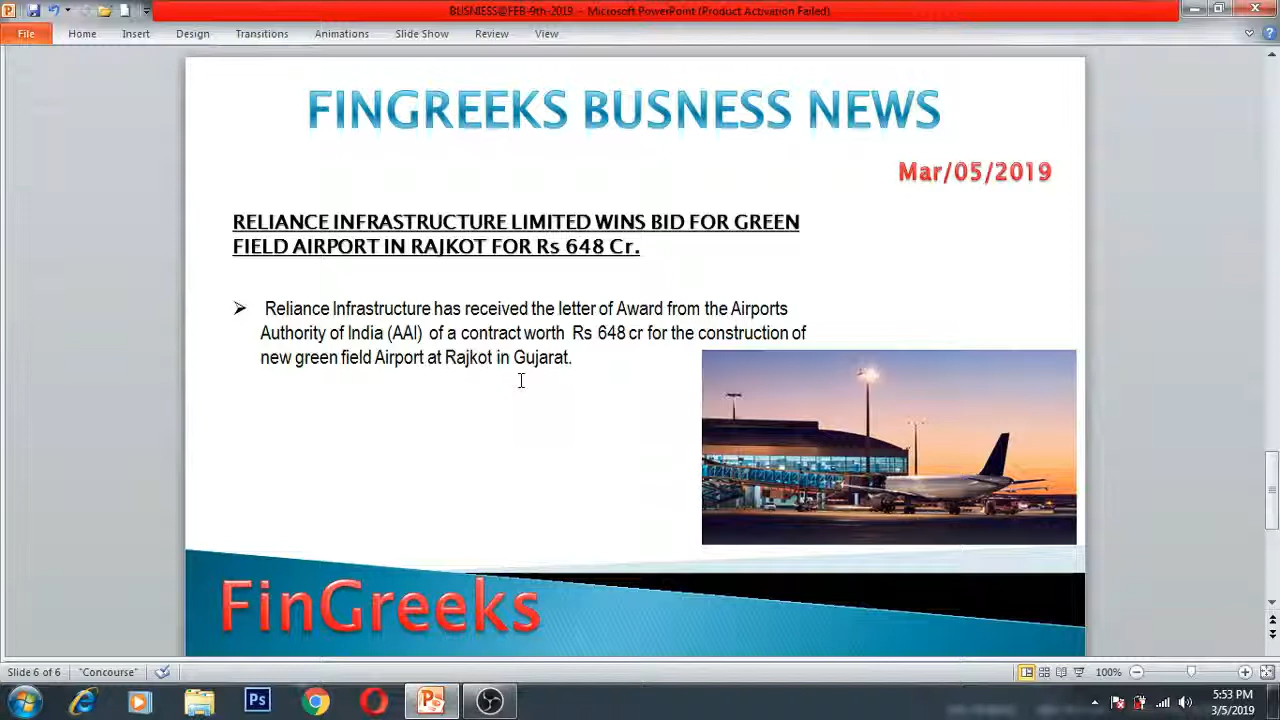 BUSNIESS@FEB-9th-2019. - Microsoft PowerPoint (Product Activation Failed)
File Home Insert Design Transitions Animations Slide Show Review View
FINGREEKS BUSNESS NEWS
Mar/05/2019
RELIANCE INFRASTRUCTURE LIMITED WINS BID FOR GREEN
FIELD AIRPORT IN RAJKOT FOR Rs 648 Cr.
Reliance Infrastructure has received the letter of Award from the Airports
Authority of India (AAI) of a contract worth Rs 648 cr for the construction of
new green field Airport at Rajkot in Gujarat.
FinGreeks
Slide 6 of 6 "Concourse" 100%
Ps
5:53 PM
3/5/2019